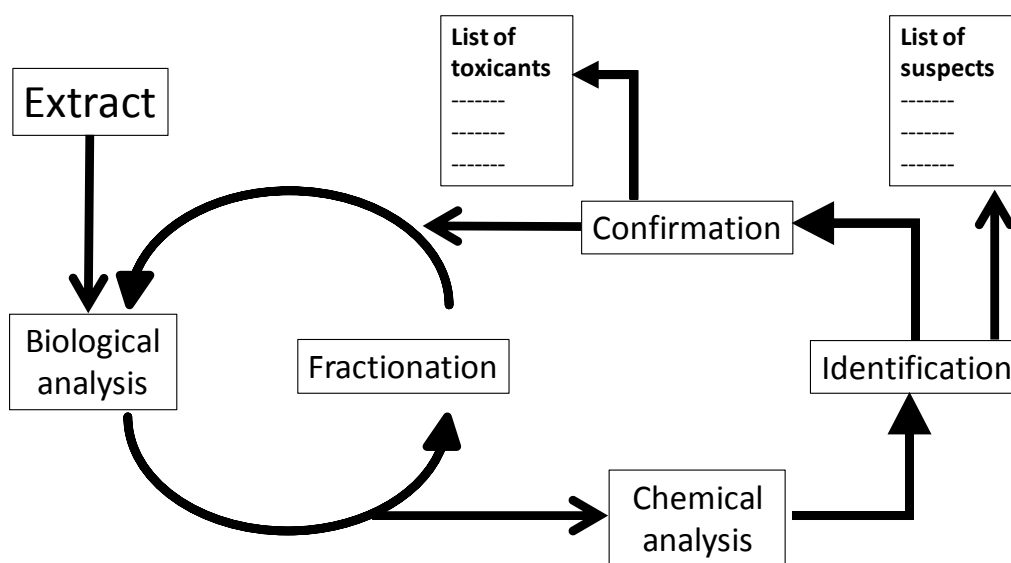 List of
toxicants
-------
-------
-------
List of
suspects
-------
-------
-------
Extract
Confirmation
Biological
analysis
Fractionation
Identification
Chemical
analysis